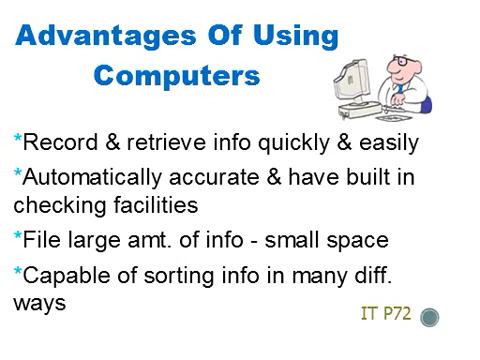 Advantages Of Using
Computers
*Record & retrieve info quickly & easily
*Automatically accurate & have built in
checking facilities
*File large amt. of info - small space
*Capable of sorting info in many diff.
ways
IT P72